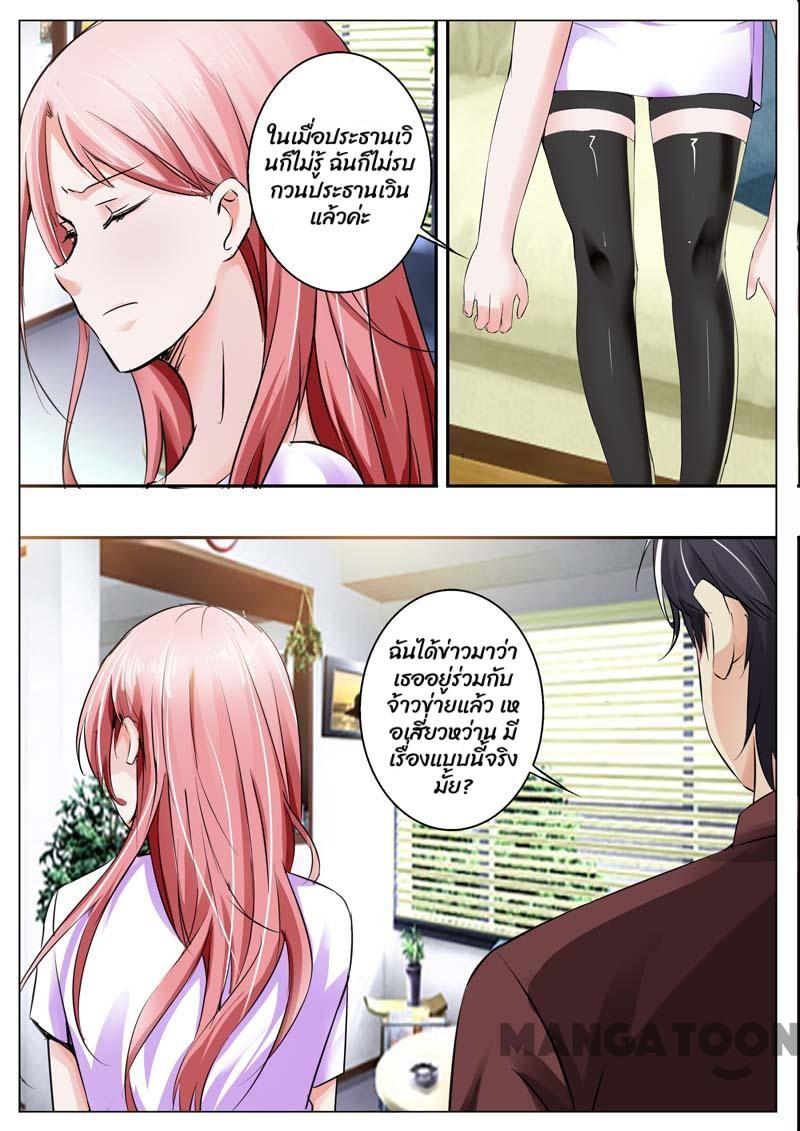 ในเมื่อประธานเวิ
นก็ไม่รู้ ฉันก็ไม่รบ
กวนประธานเวิน
แล้วค่ะ
ฉันได้ข่าวมาว่า
เธออยู่ร่วมกับ
จ้าวข่ายแล้ว เห
อเสี่ยวหว่าน มี
เรื่องแบบนี้จริง
มั้ย?
MANGA TOON